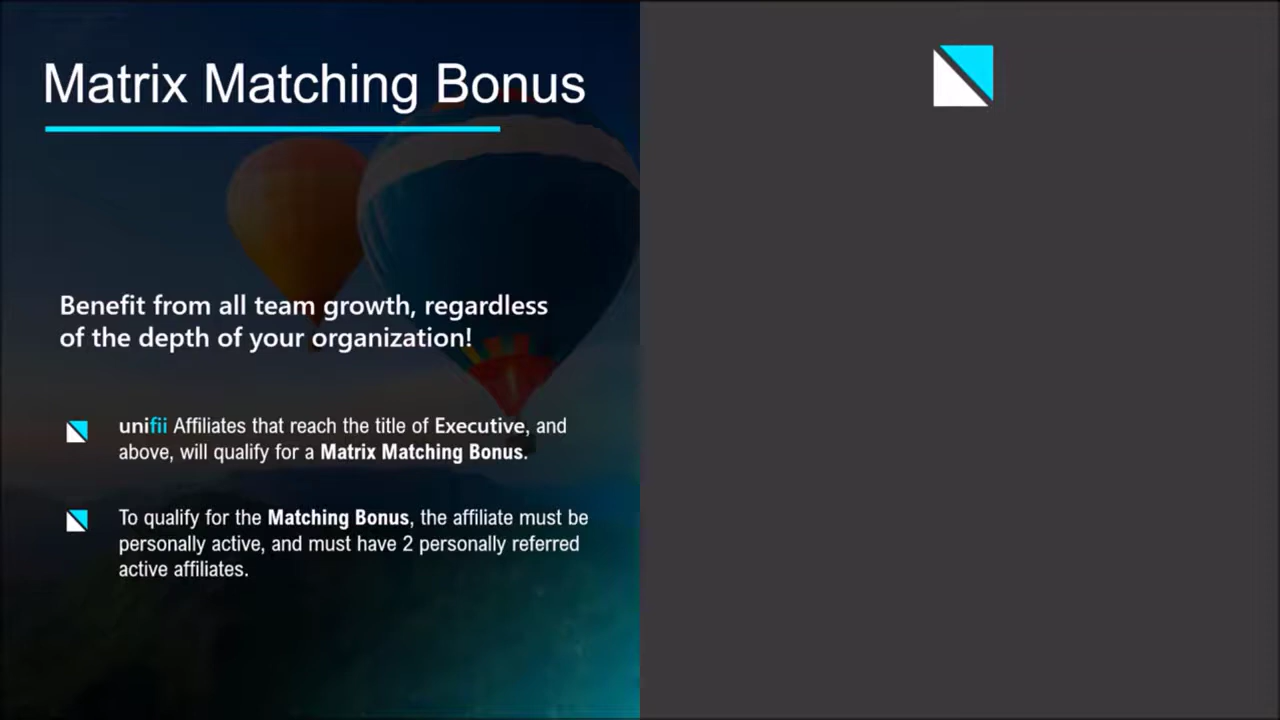 Matrix Matching Bonus
Benefit from all team growth, regardless
of the depth of your organization!
unifii Affiliates that reach the title of Executive, and
above, will qualify for a Matrix Matching Bonus.
To qualify for the Matching Bonus, the affiliate must be
personally active, and must have 2 personally referred
active affiliates.